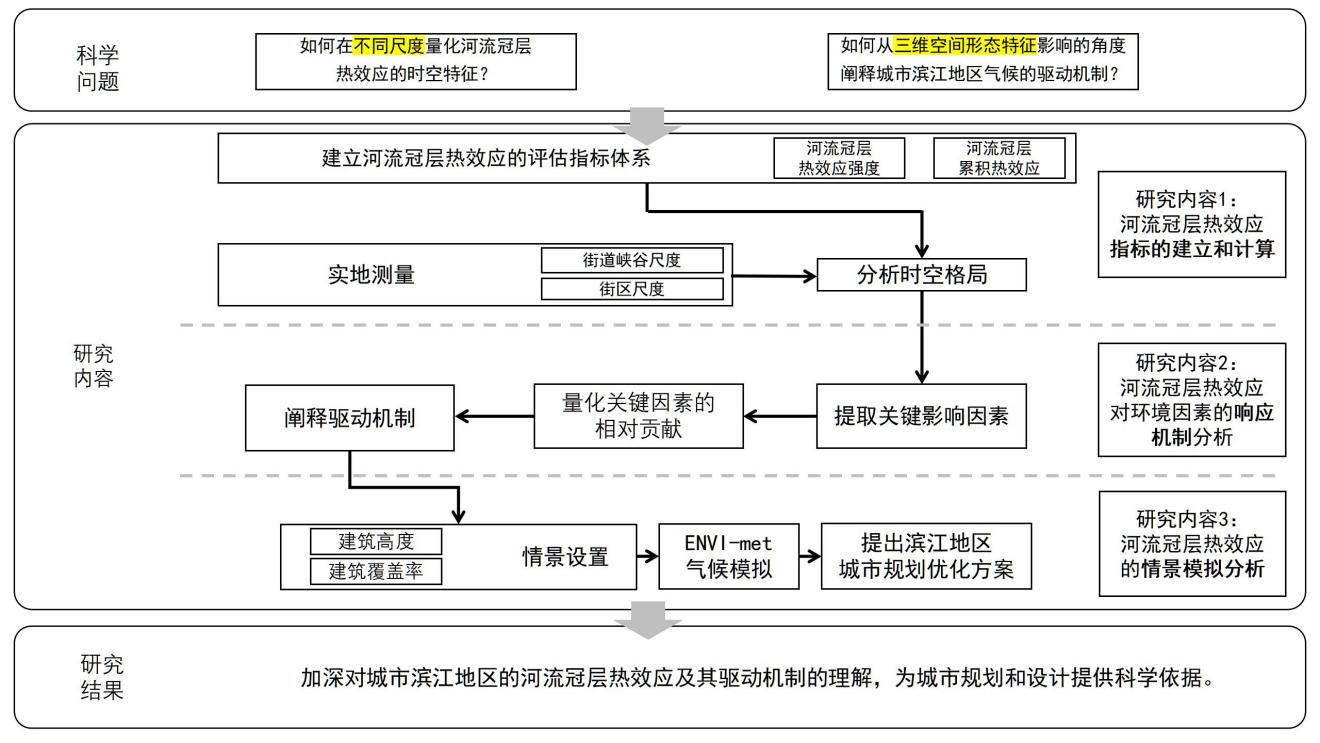 科学
问题
如何在不同尺度量化河流冠层
热效应的时空特征？
如何从三维空间形态特征影响的角度
阐释城市滨江地区气候的驱动机制？
研究
内容
建立河流冠层热效应的评估指标体系
河流冠层
热效应强度
河流冠层
累积热效应
研究内容1：
河流冠层热效应
指标的建立和计算
实地测量
街道峡谷尺度
街区尺度
分析时空格局
研究内容2：
河流冠层热效应
对环境因素的响应
机制分析
阐释驱动机制
量化关键因素的
相对贡献
提取关键影响因素
研究内容3：
河流冠层热效应
的情景模拟分析
建筑高度
建筑覆盖率
情景设置
ENVI-met
气候模拟
提出滨江地区
城市规划优化方案
研究
结果
加深对城市滨江地区的河流冠层热效应及其驱动机制的理解，为城市规划和设计提供科学依据。